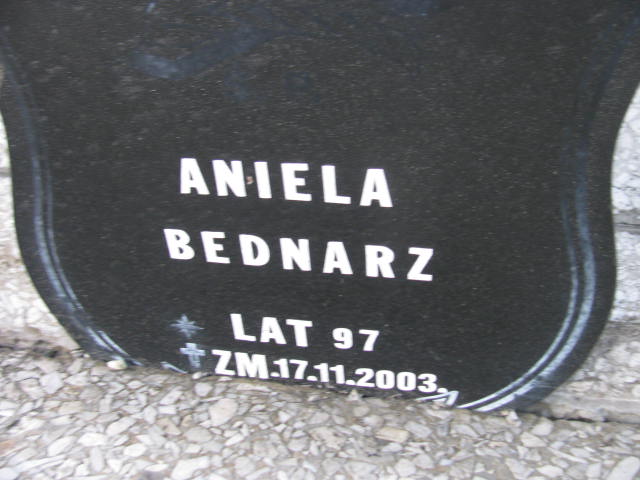 ANIELA
BEDNARZ
LAT 97
ZM.17.11.2003.